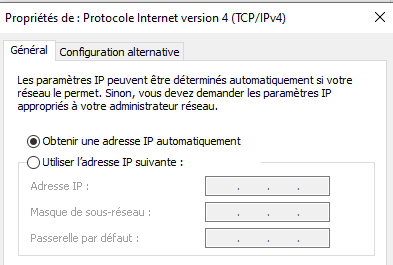 Propriétés de : Protocole Internet version 4 (TCP/IPv4)
Général Configuration alternative
Les paramètres IP peuvent être déterminés automatiquement si votre
réseau le permet. Sinon, vous devez demander les paramètres IP
appropriés à votre administrateur réseau.
Obtenir une adresse IP automatiquement
Utiliser l'adresse IP suivante :
Adresse IP :
Masque de sous-réseau :
Passerelle par défaut :